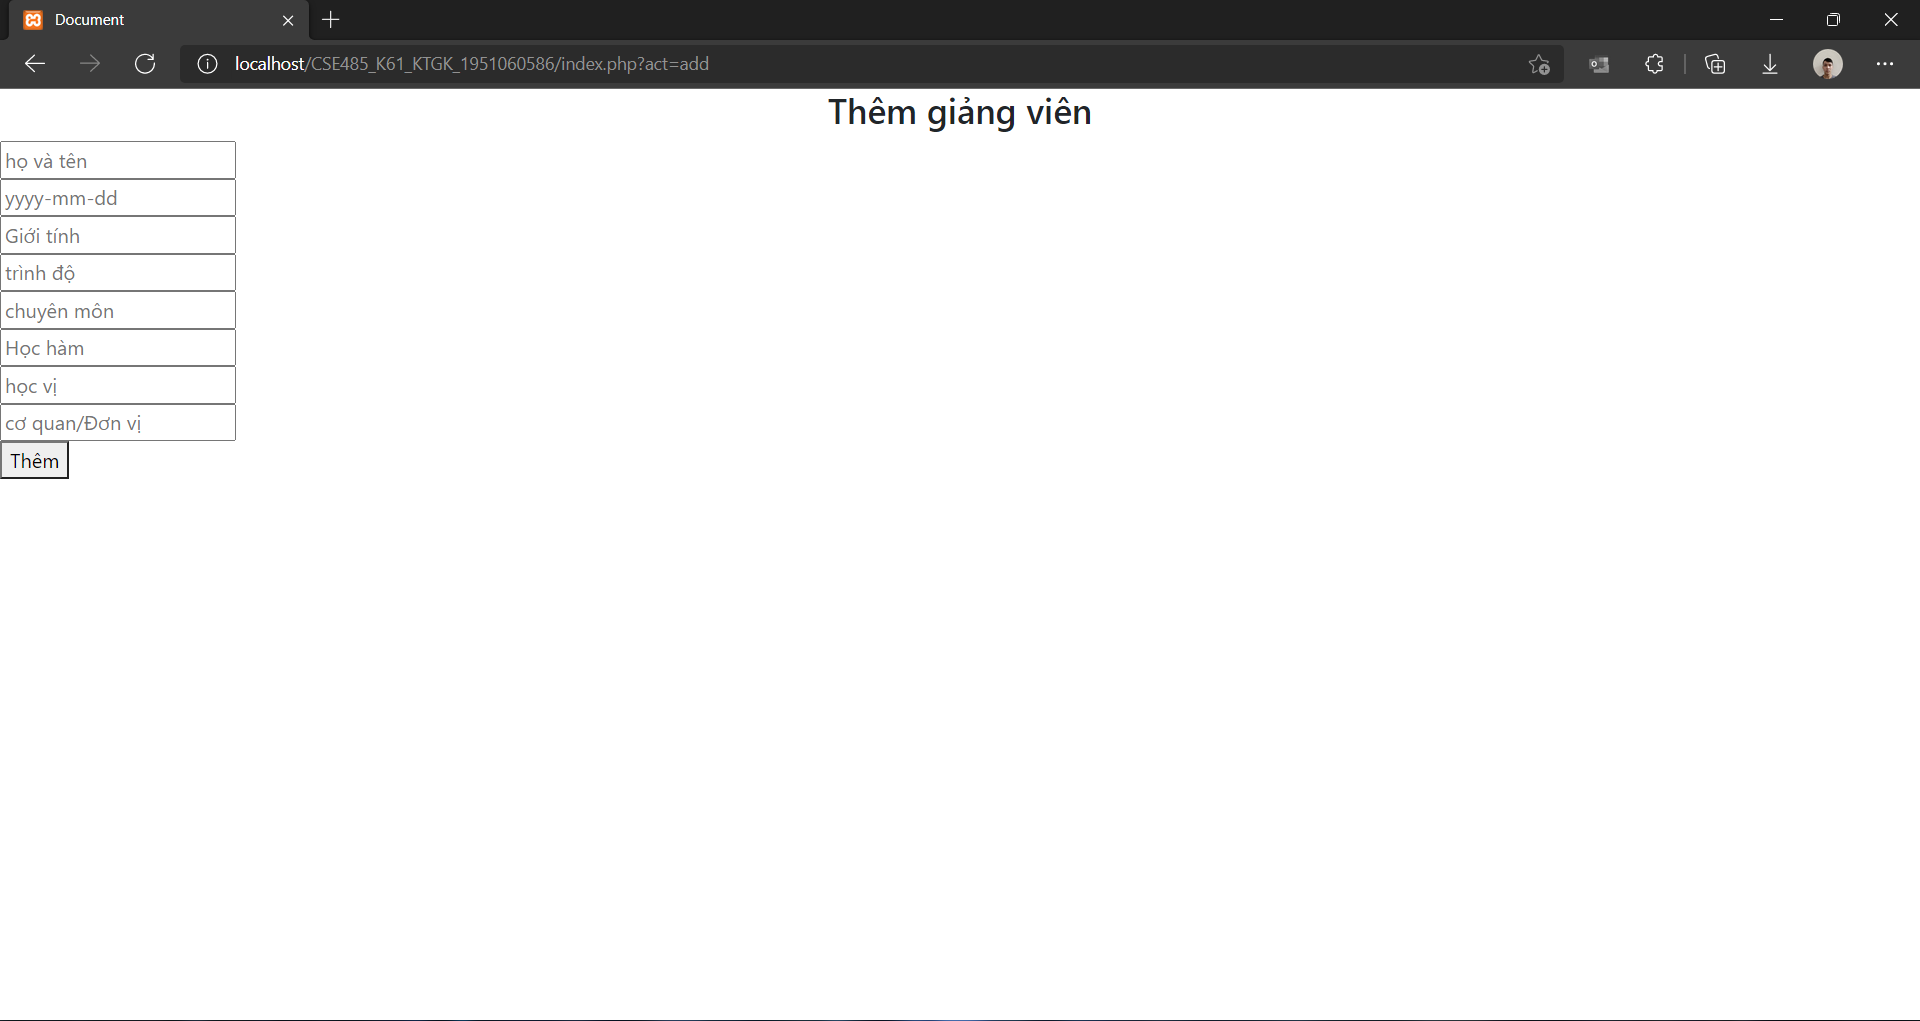 Document
localhost/CSE485_K61_KTGK_1951060586/index.php?act=add
Thêm giảng viên
họ và tên
yyyy-mm-dd
Giới tính
trình độ
chuyên môn
Học hàm
học vị
cơ quan/Đơn vị
Thêm